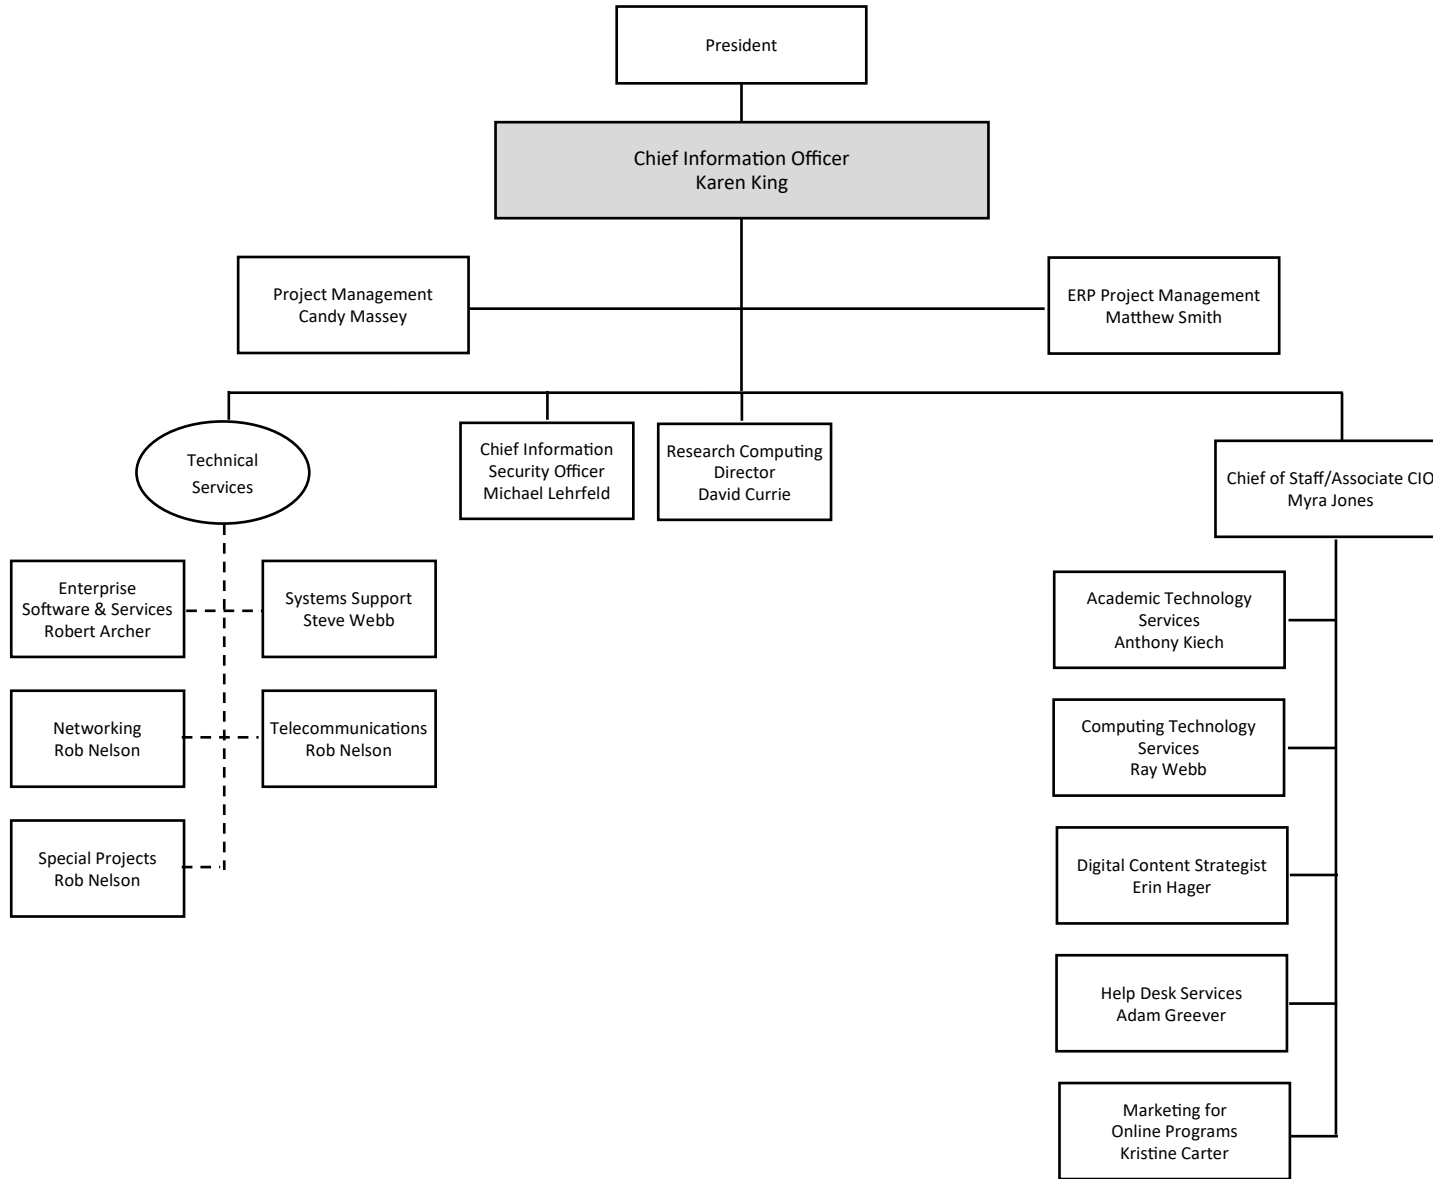 President
Chief Information Officer
Karen King
Project Management
Candy Massey
ERP Project Management
Matthew Smith
Technical
Services
Chief Information
Security Officer
Michael Lehrfeld
Research Computing
Director
David Currie
Chief of Staff/Associate CIO
Myra Jones
Enterprise
Software & Services
Robert Archer
Systems Support
Steve Webb
Networking
Rob Nelson
Telecommunications
Rob Nelson
Special Projects
Rob Nelson
Academic Technology
Services
Anthony Kiech
Computing Technology
Services
Ray Webb
Digital Content Strategist
Erin Hager
Help Desk Services
Adam Greever
Marketing for
Online Programs
Kristine Carter